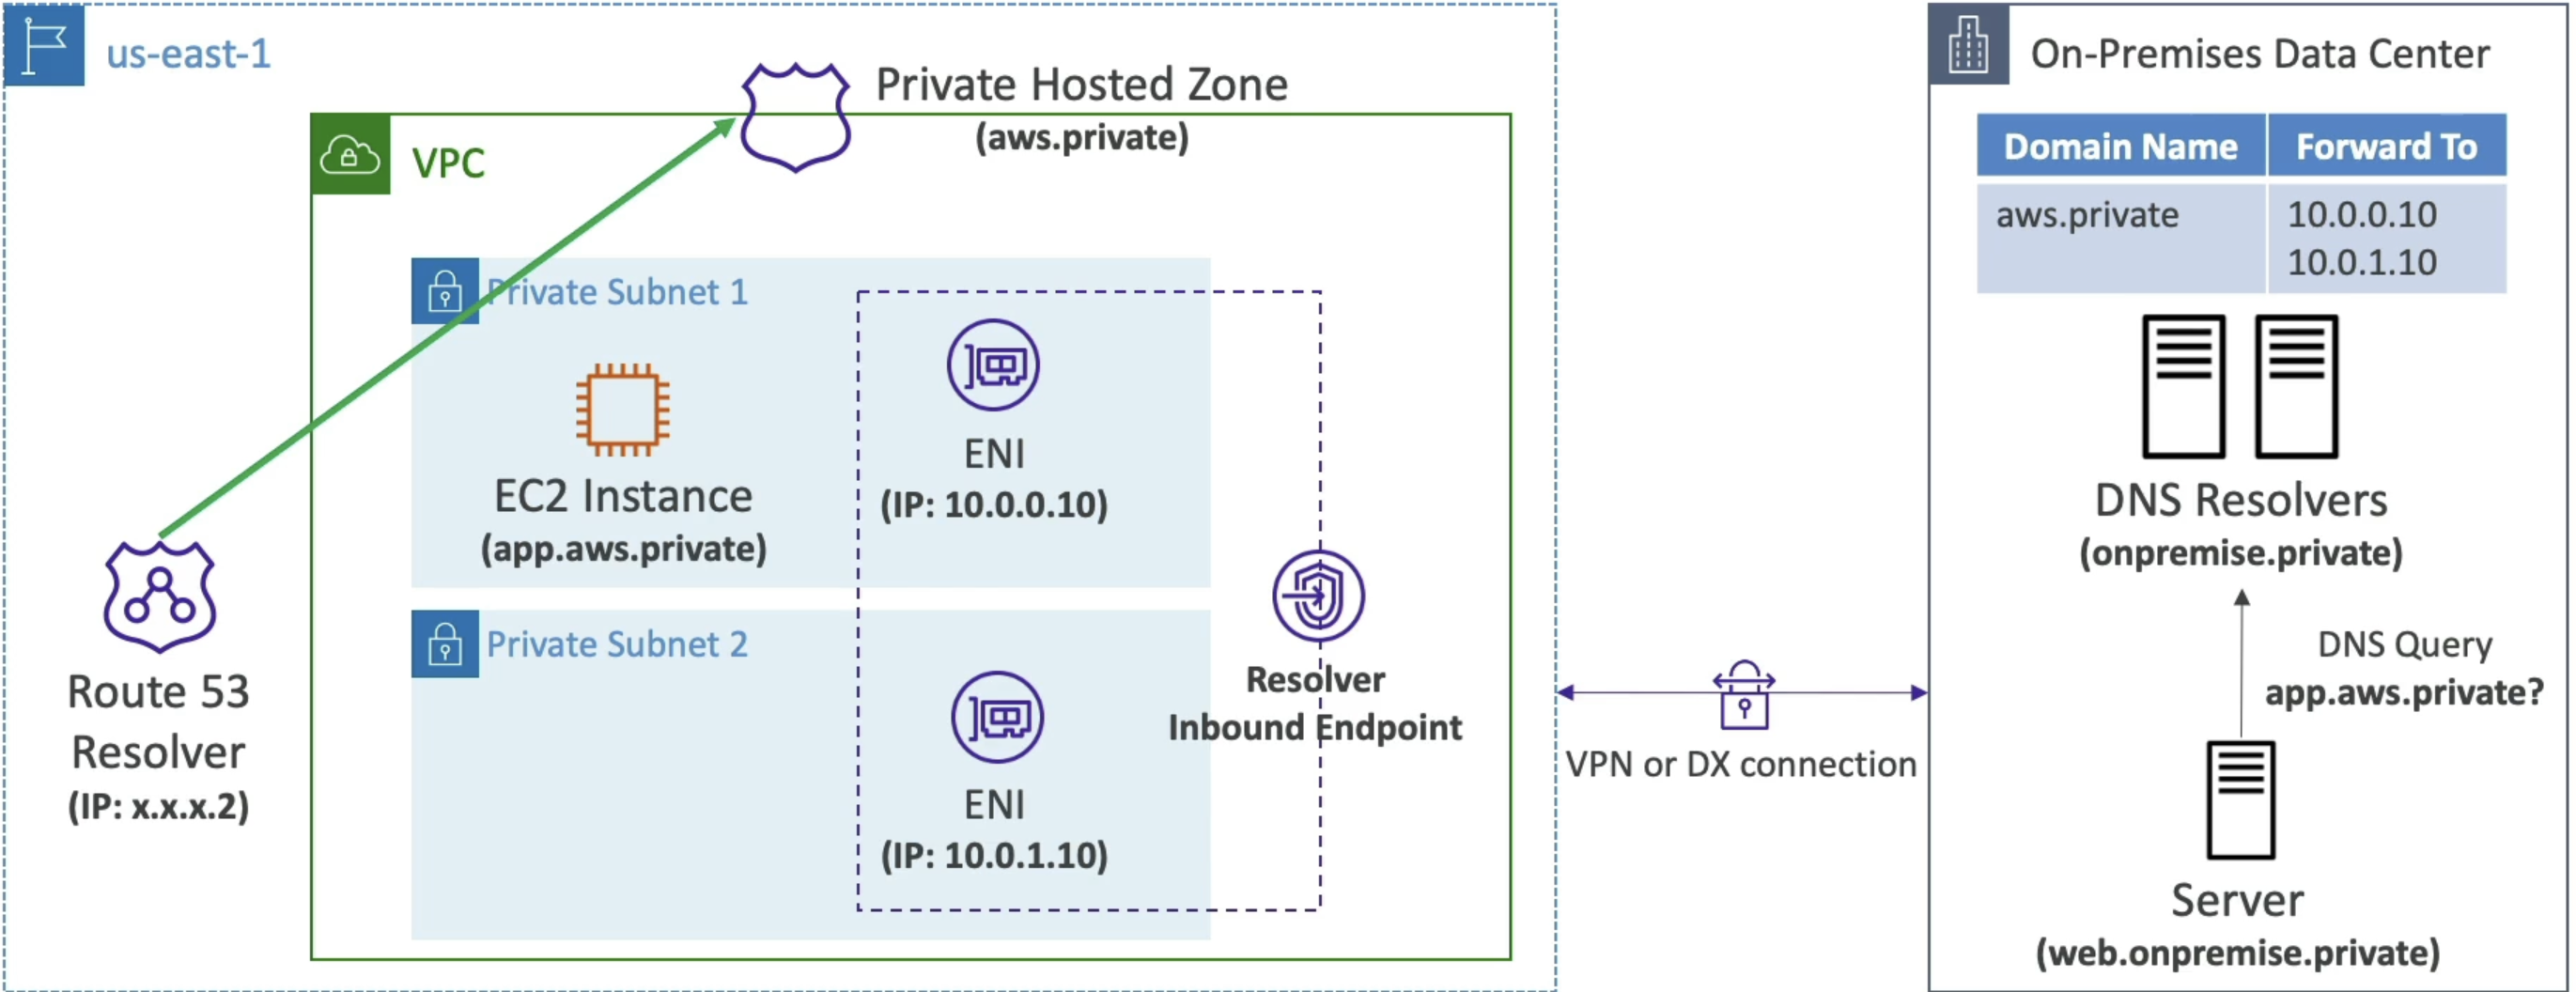 us-east-1
Private Hosted Zone
(aws.private)
VPC
Private Subnet 1
EC2 Instance
(app.aws.private)
ENI
(IP: 10.0.0.10)
Private Subnet 2
ENI
(IP: 10.0.1.10)
Resolver
Inbound Endpoint
Route 53
Resolver
(IP: x.x.x.2)
VPN or DX connection
On-Premises Data Center
Domain Name Forward To
aws.private 10.0.0.10
10.0.1.10
DNS Resolvers
(onpremise.private)
DNS Query
app.aws.private?
Server
(web.onpremise.private)